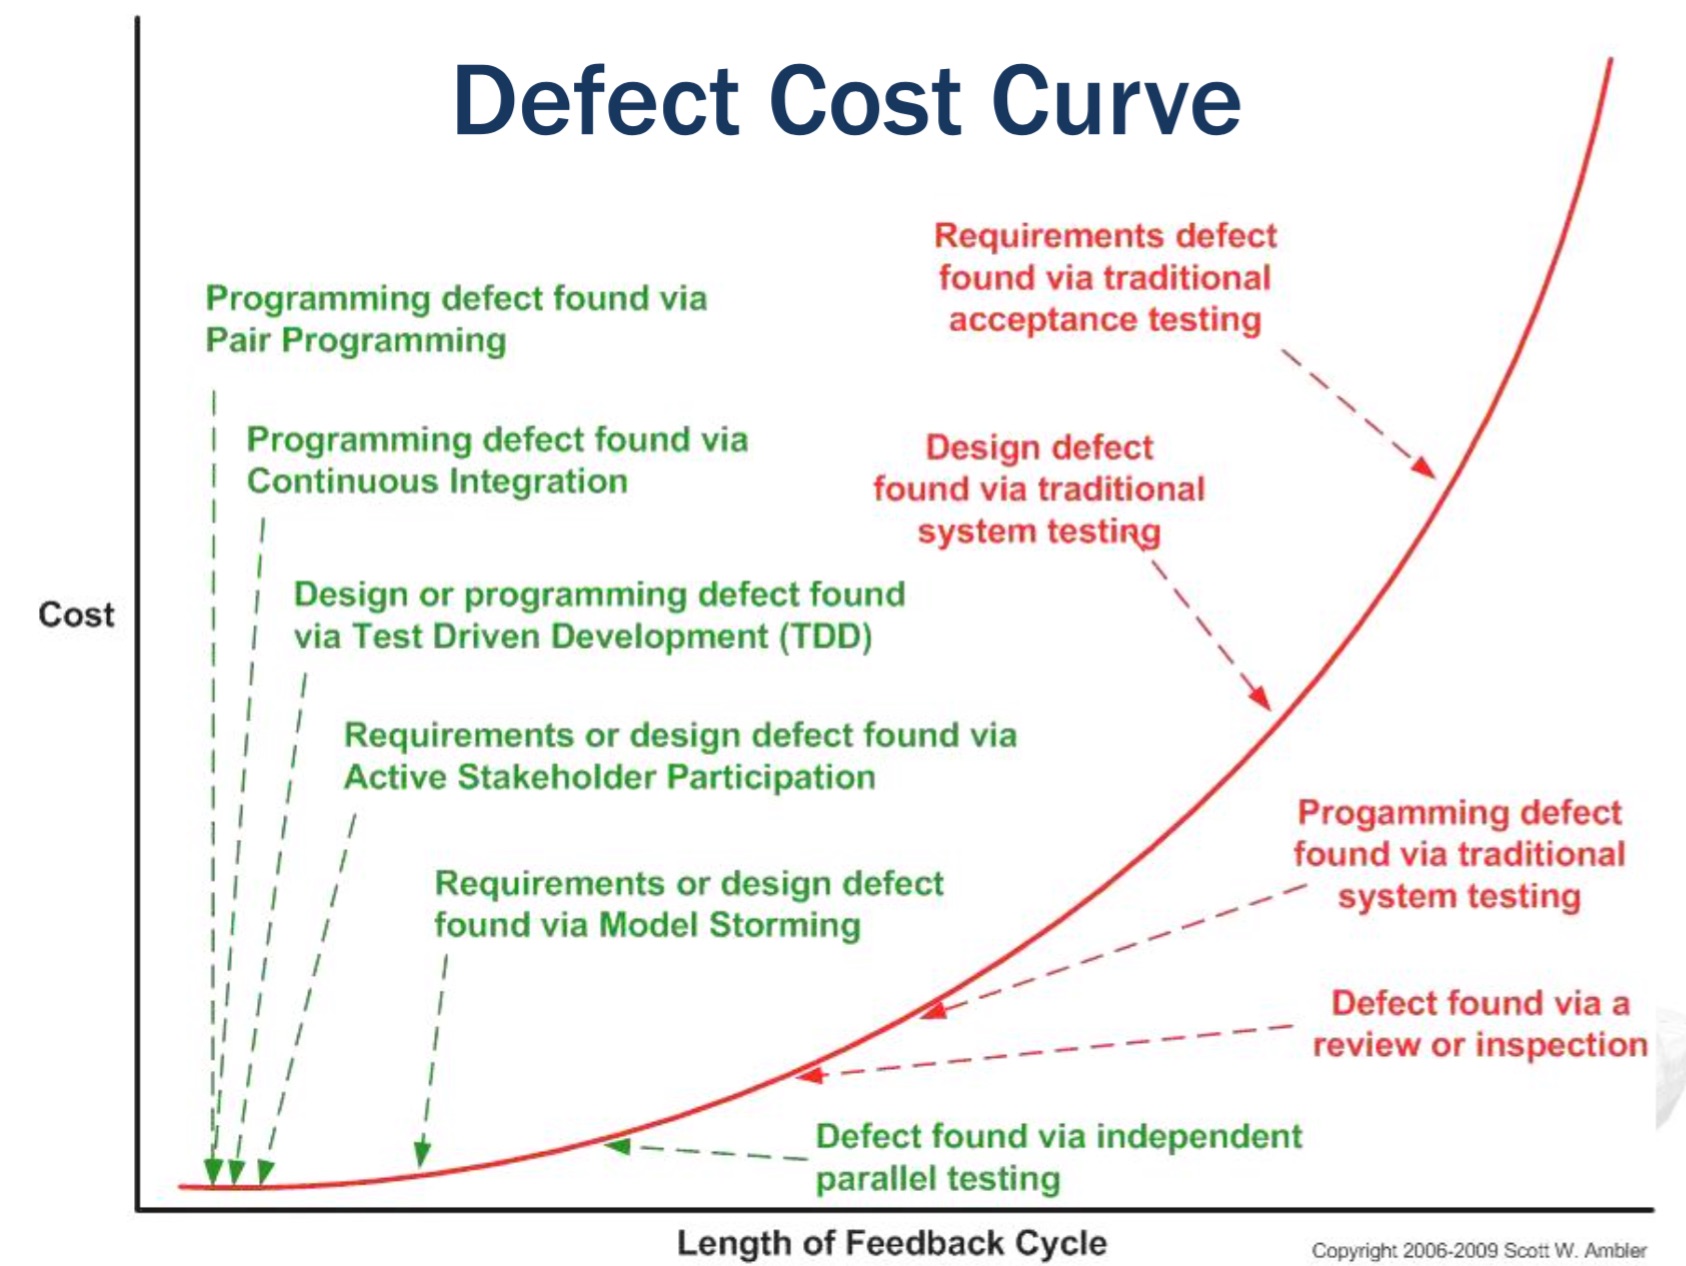 Defect Cost Curve
Requirements defect
found via traditional
acceptance testing
Programming defect found via
Pair Programming
Programming defect found via
Continuous Integration
Design defect
found via traditional
system testing
Design or programming defect found
via Test Driven Development (TDD)
Cost
Requirements or design defect found via
Active Stakeholder Participation
Progamming defect
found via traditional
system testing
Requirements or design defect
found via Model Storming
Defect found via a
review or inspection
Defect found via independent
parallel testing
Length of Feedback Cycle
Copyright 2006-2009 Scott W. Ambler